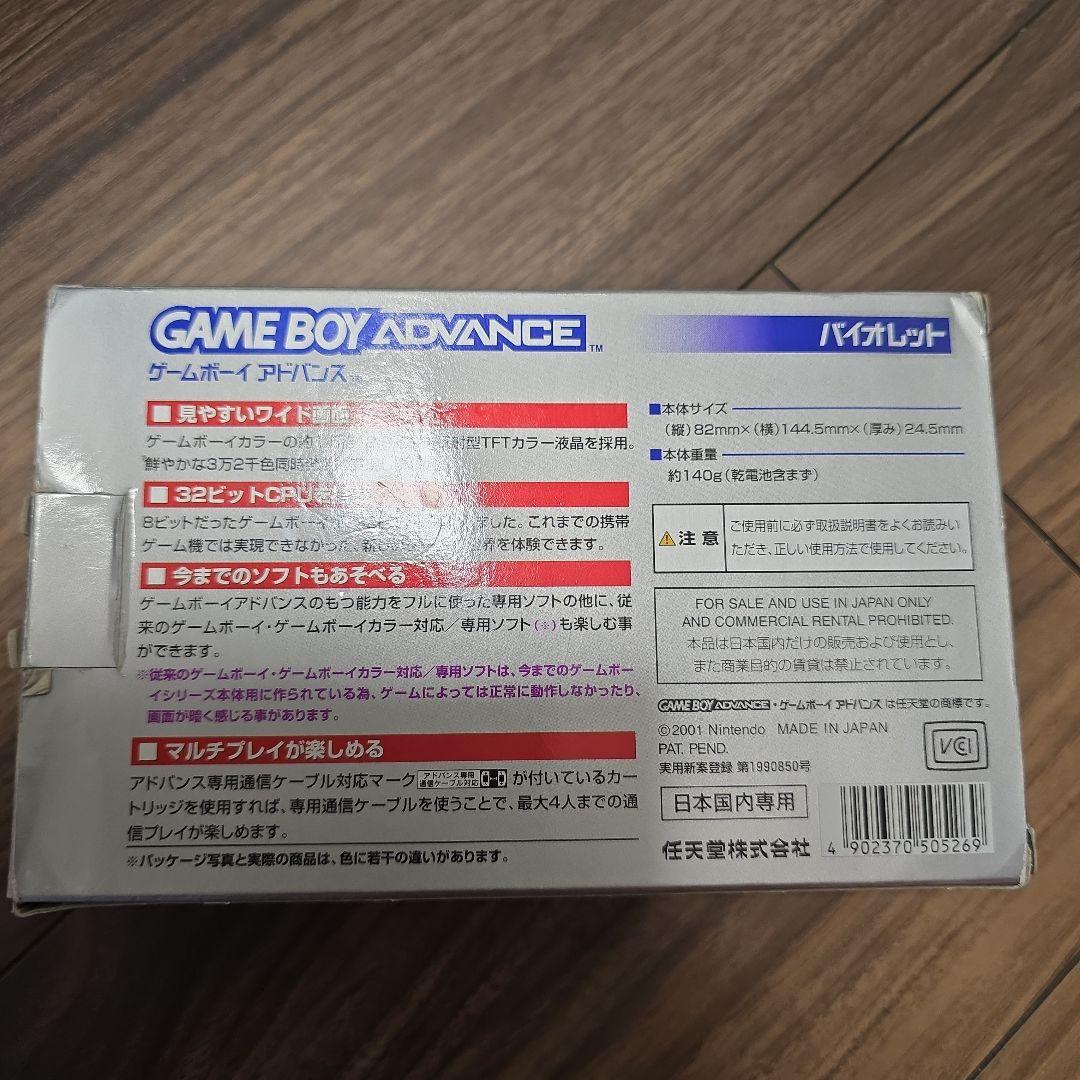 GAME BOY ADVANCE™
ゲームボーイ アドバンス™
バイオレット
■ 見やすいワイド画面
ゲームボーイカラーの 射型TFTカラー液晶を採用。
鮮やかな3万2千色同時
■ 32ビットCPUを
8ビットだったゲームボーイ ました。これまでの携帯
ゲーム機では実現できなかった、 界を体験できます。
■ 今までのソフトもあそべる
ゲームボーイアドバンスのもつ能力をフルに使った専用ソフトの他に、従
来のゲームボーイ・ゲームボーイカラー対応/専用ソフト(※)も楽しむ事
ができます。
※従来のゲームボーイ・ゲームボーイカラー対応/専用ソフトは、今までのゲームボー
イシリーズ本体用に作られている為、ゲームによっては正常に動作しなかったり、
画面が暗く感じる事があります。
■ マルチプレイが楽しめる
アドバンス専用通信ケーブル対応マーク アドバンス専用 通信ケーブル対応 が付いているカー
トリッジを使用すれば、専用通信ケーブルを使うことで、最大4人までの通
信プレイが楽しめます。
※パッケージ写真と実際の商品は、色に若干の違いがあります。
■本体サイズ
(縦)82mm×(横)144.5mm×(厚み)24.5mm
■本体重量
約140g(乾電池含まず)
注意
ご使用前に必ず取扱説明書をよくお読みい
ただき、正しい使用方法で使用してください。
FOR SALE AND USE IN JAPAN ONLY
AND COMMERCIAL RENTAL PROHIBITED.
本品は日本国内だけの販売および使用とし、
また商業目的の賃貸は禁止されています。
GAME BOY ADVANCE・ゲームボーイ アドバンス は任天堂の商標です。
©2001 Nintendo MADE IN JAPAN
PAT. PEND.
実用新案登録 第1990850号
VCI
日本国内専用
任天堂株式会社
4 902370 505269